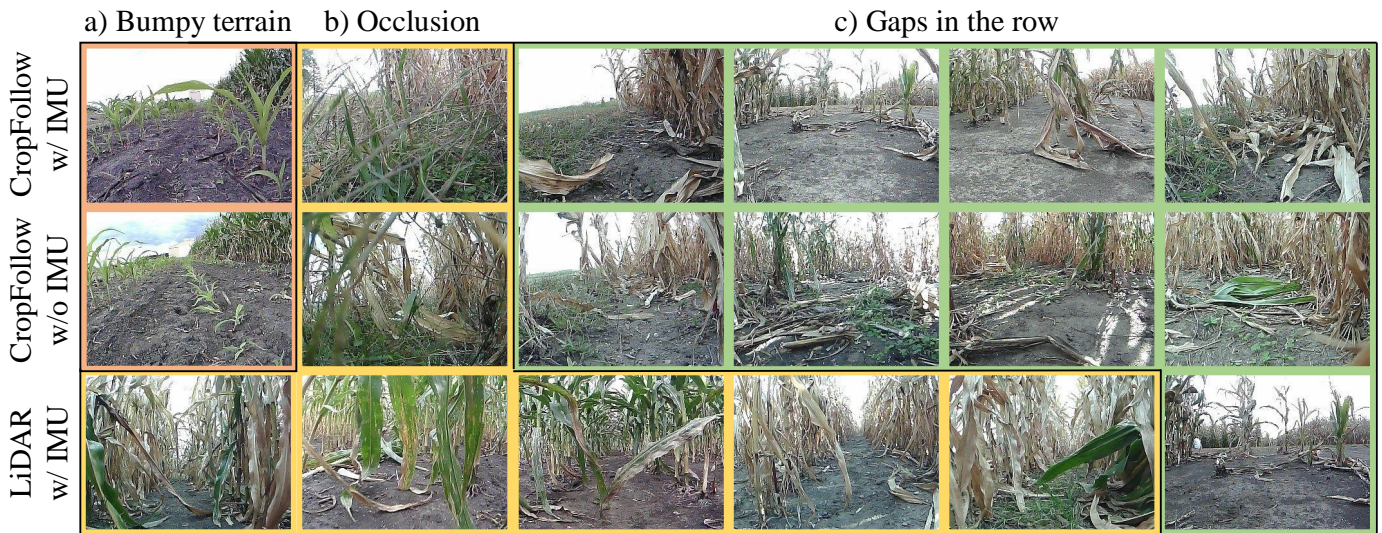 a) Bumpy terrain
b) Occlusion
c) Gaps in the row
CropFollow
w/ IMU
CropFollow
w/o IMU
LiDAR
w/ IMU